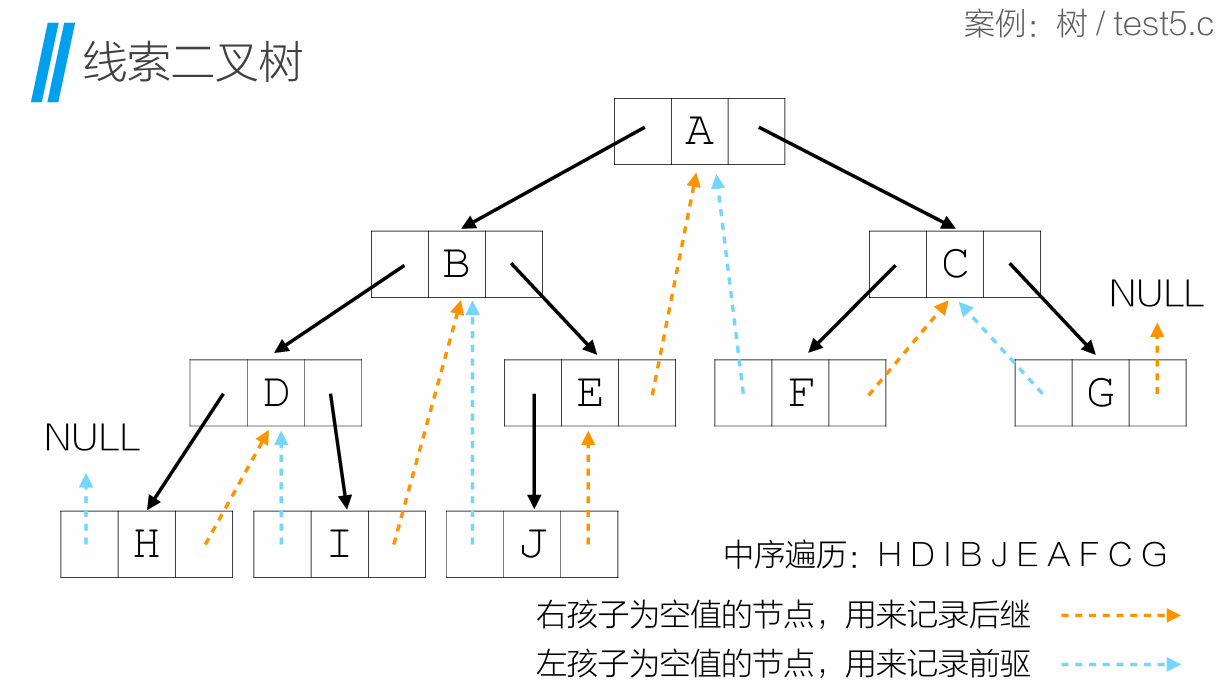 案例：树 / test5.c
线索二叉树
A
B
C
NULL
D
E
F
G
NULL
H
I
J
中序遍历：H D I B J E A F C G
右孩子为空值的节点，用来记录后继
左孩子为空值的节点，用来记录前驱